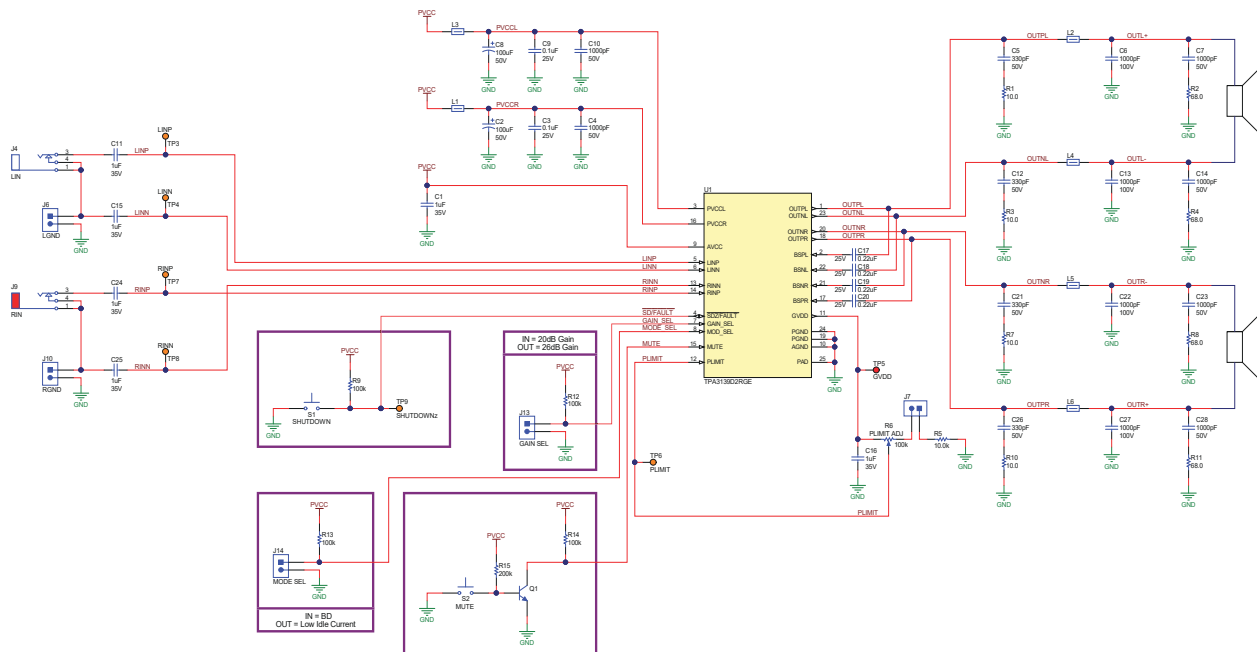 PVCC
L3
PVCCL
C8
100uF
50V
C9
0.1uF
25V
C10
1000pF
50V
GND
GND
GND
PVCC
L1
PVCCR
C2
100uF
50V
C3
0.1uF
25V
C4
1000pF
50V
GND
GND
GND
PVCC
C1
1uF
35V
GND
J4
LIN
3
4
1
C11
1uF
35V
LINP
LINP
TP3
J6
LGND
GND
C15
1uF
35V
LINN
LINN
TP4
J9
RIN
3
4
1
C24
1uF
35V
RINP
RINP
TP7
J10
RGND
GND
C25
1uF
35V
RINN
RINN
TP8
U1
3 PVCCL
16 PVCCR
9 AVCC
LINP 5 LINP
LINN 6 LINN
RINN 13 RINN
RINP 14 RINP
SD/FAULT 4 SDZ/FAULT
GAIN_SEL 7 GAIN_SEL
MODE_SEL 8 MOD_SEL
MUTE 15 MUTE
PLIMIT 12 PLIMIT
OUTPL 1 OUTPL
OUTNL 23 OUTNL
OUTNR 20 OUTNR
OUTPR 18 OUTPR
BSPL 2
BSNL 22
BSNR 21
BSPR 17
GVDD 11
PGND 24
PGND 19
AGND 10
PAD 25
TPA3139D2RGE
25V C17 0.22uF
25V C18 0.22uF
25V C19 0.22uF
25V C20 0.22uF
GND
TP5
GVDD
J7
R6
PLIMIT ADJ
100k
R5
10.0k
GND
C16
1uF
35V
GND
PLIMIT
TP6
PLIMIT
PVCC
R9
100k
S1
SHUTDOWN
GND
TP9
SHUTDOWNz
IN = 20dB Gain
OUT = 26dB Gain
PVCC
R12
100k
J13
GAIN SEL
GND
PVCC
R13
100k
J14
MODE SEL
GND
IN = BD
OUT = Low Idle Current
PVCC
R14
100k
PVCC
R15
200k
S2
MUTE
GND
Q1
GND
OUTPL
L2
OUTL+
C5
330pF
50V
R1
10.0
GND
C6
1000pF
100V
GND
C7
1000pF
50V
R2
68.0
GND
OUTNL
L4
OUTL-
C12
330pF
50V
R3
10.0
GND
C13
1000pF
100V
GND
C14
1000pF
50V
R4
68.0
GND
OUTNR
L5
OUTR-
C21
330pF
50V
R7
10.0
GND
C22
1000pF
100V
GND
C23
1000pF
50V
R8
68.0
GND
OUTPR
L6
OUTR+
C26
330pF
50V
R10
10.0
GND
C27
1000pF
100V
GND
C28
1000pF
50V
R11
68.0
GND